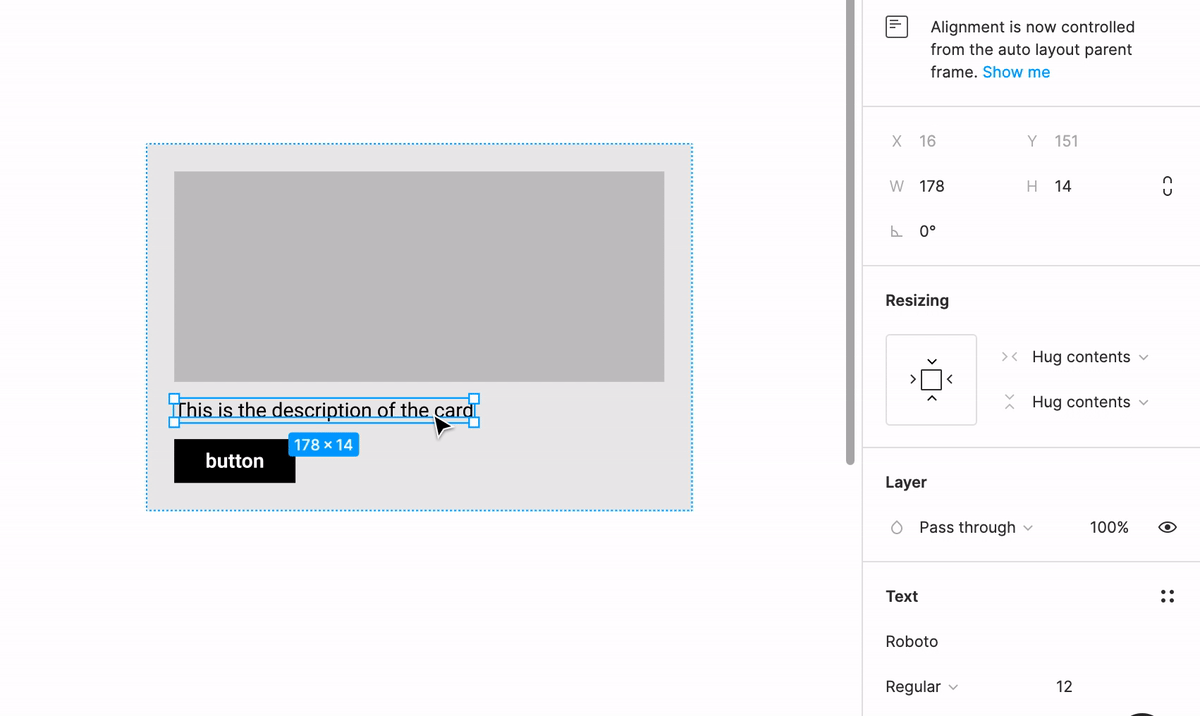 Alignment is now controlled
from the auto layout parent
frame. Show me
X 16 Y 151
W 178 H 14
0°
Resizing
Hug contents
Hug contents
Layer
Pass through 100%
Text
Roboto
Regular 12
This is the description of the card
178 × 14
button